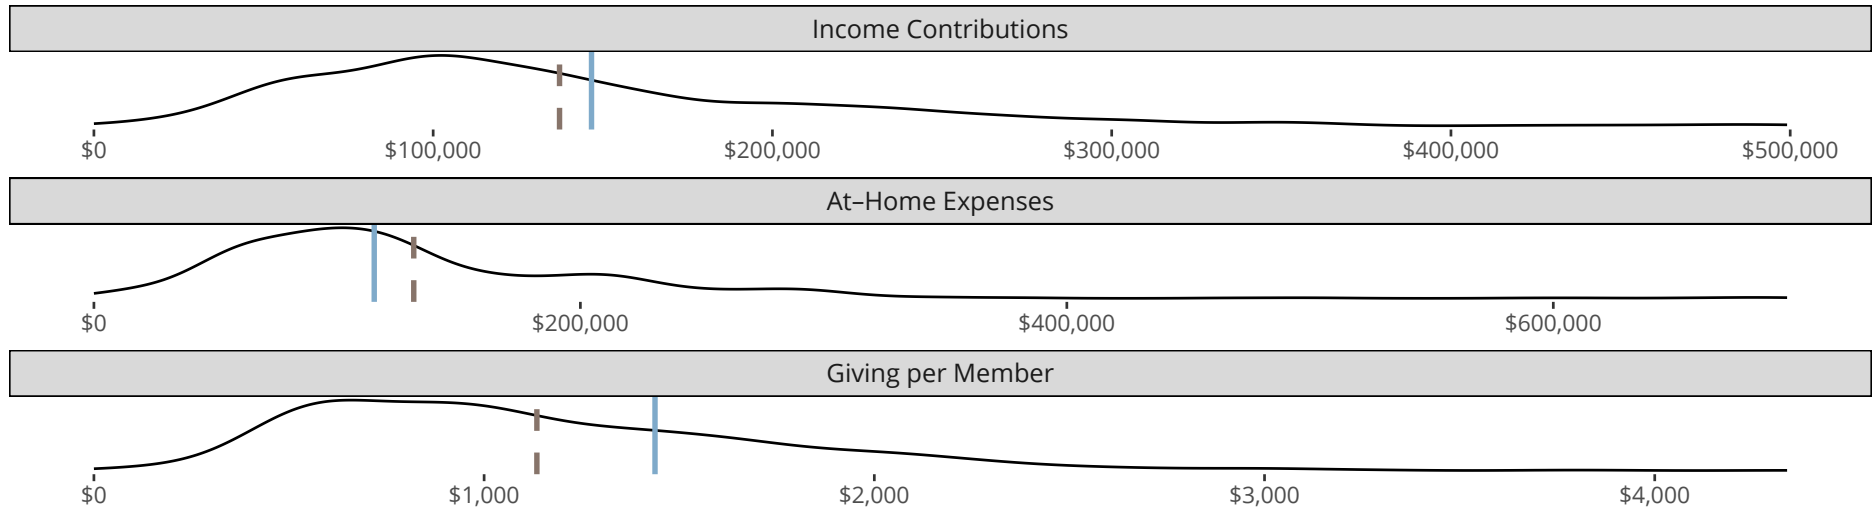 Income Contributions
$0 $100,000 $200,000 $300,000 $400,000 $500,000
At–Home Expenses
$0 $200,000 $400,000 $600,000
Giving per Member
$0 $1,000 $2,000 $3,000 $4,000